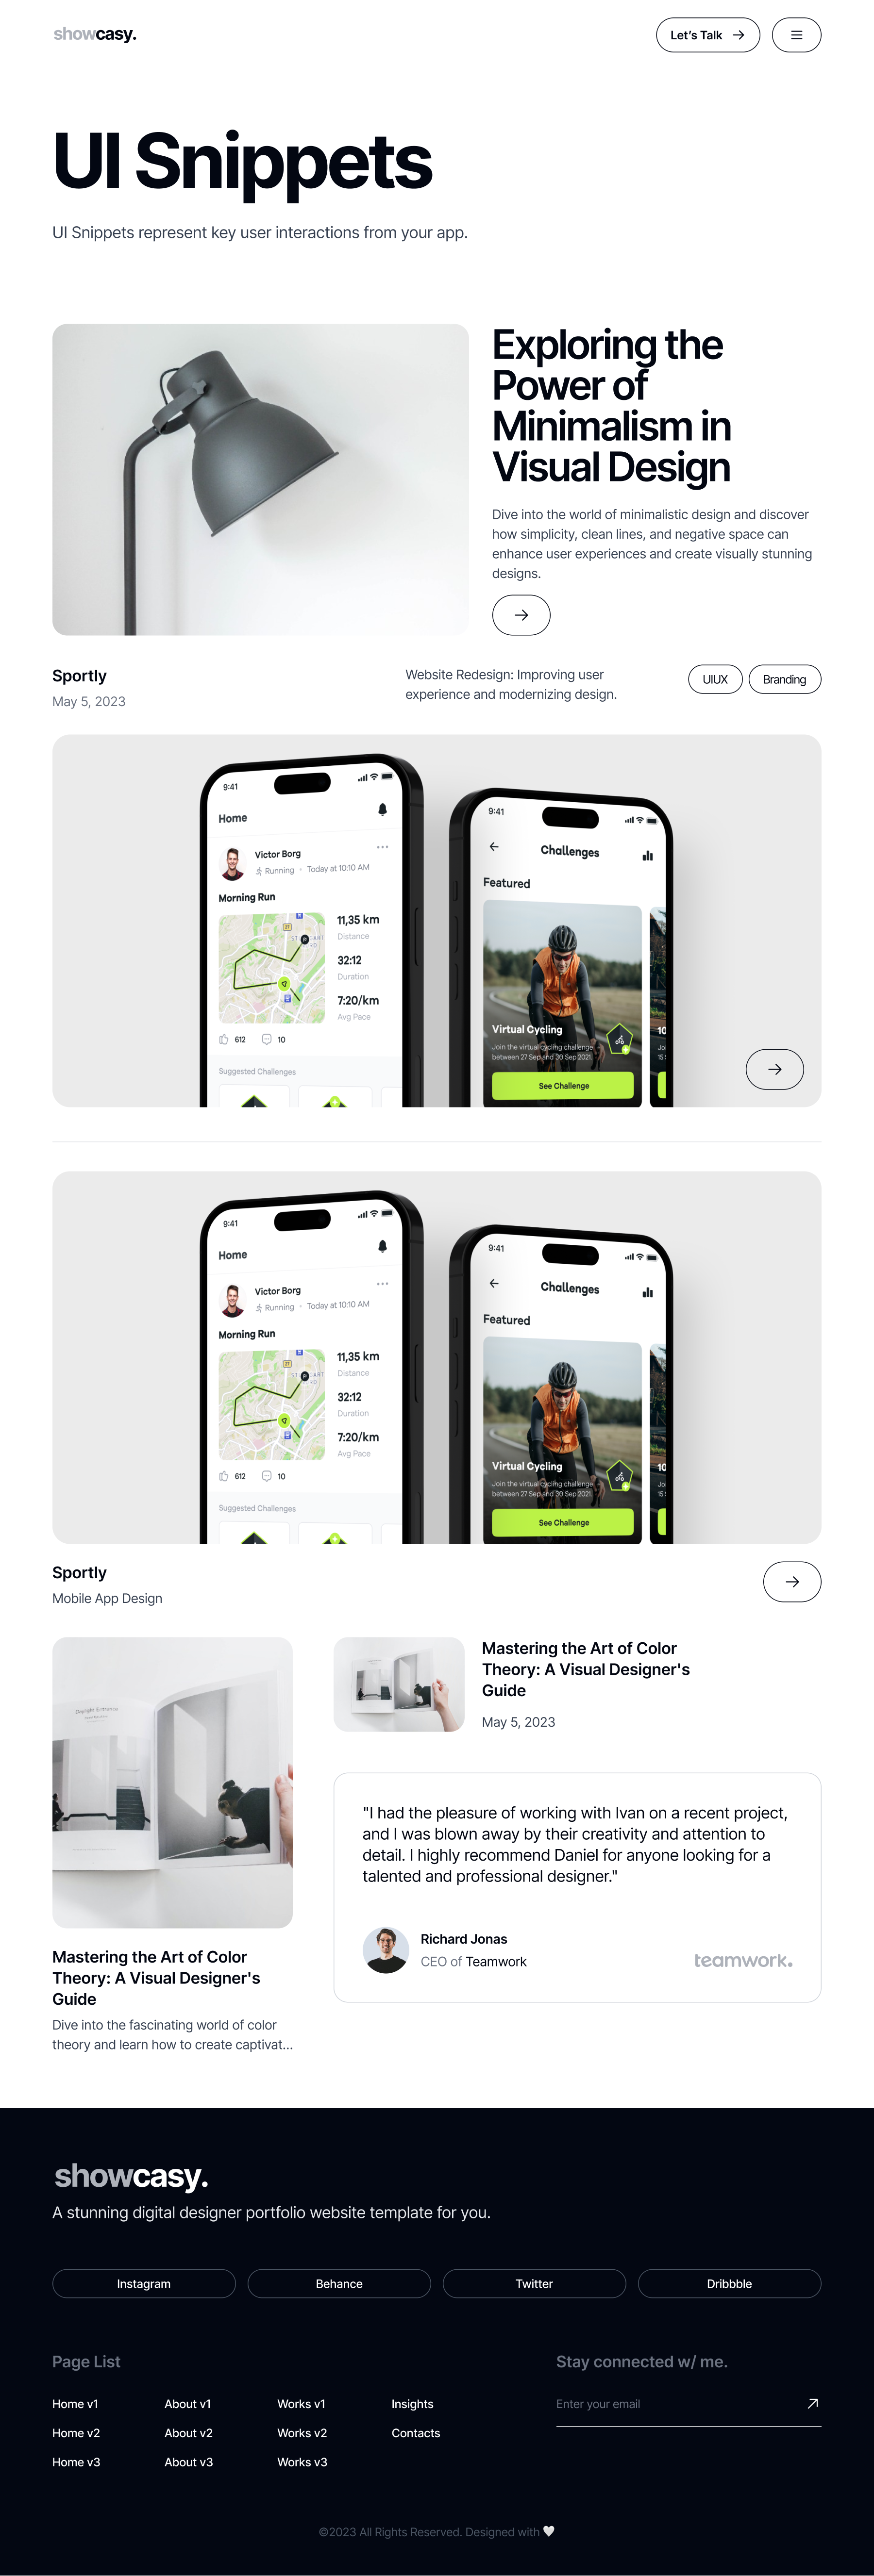 showcasy.
Let's Talk
UI Snippets
UI Snippets represent key user interactions from your app.
Exploring the
Power of
Minimalism in
Visual Design
Dive into the world of minimalistic design and discover
how simplicity, clean lines, and negative space can
enhance user experiences and create visually stunning
designs.
Sportly
May 5, 2023
Website Redesign: Improving user
experience and modernizing design.
UIUX
Branding
9:41
Home
Victor Borg
Running • Today at 10:10 AM
Morning Run
11,35 km
Distance
32:12
Duration
7:20/km
Avg Pace
612
10
Suggested Challenges
9:41
Challenges
Featured
Virtual Cycling
Join the virtual cycling challenge
between 27 Sep and 30 Sep 2021.
See Challenge
9:41
Home
Victor Borg
Running • Today at 10:10 AM
Morning Run
11,35 km
Distance
32:12
Duration
7:20/km
Avg Pace
612
10
Suggested Challenges
9:41
Challenges
Featured
Virtual Cycling
Join the virtual cycling challenge
between 27 Sep and 30 Sep 2021.
See Challenge
Sportly
Mobile App Design
Mastering the Art of Color
Theory: A Visual Designer's
Guide
Dive into the fascinating world of color
theory and learn how to create captivat...
Mastering the Art of Color
Theory: A Visual Designer's
Guide
May 5, 2023
"I had the pleasure of working with Ivan on a recent project,
and I was blown away by their creativity and attention to
detail. I highly recommend Daniel for anyone looking for a
talented and professional designer."
Richard Jonas
CEO of Teamwork
teamwork.
showcasy.
A stunning digital designer portfolio website template for you.
Instagram
Behance
Twitter
Dribbble
Page List
Home v1
Home v2
Home v3
About v1
About v2
About v3
Works v1
Works v2
Works v3
Insights
Contacts
Stay connected w/ me.
Enter your email
©2023 All Rights Reserved. Designed with 🤍